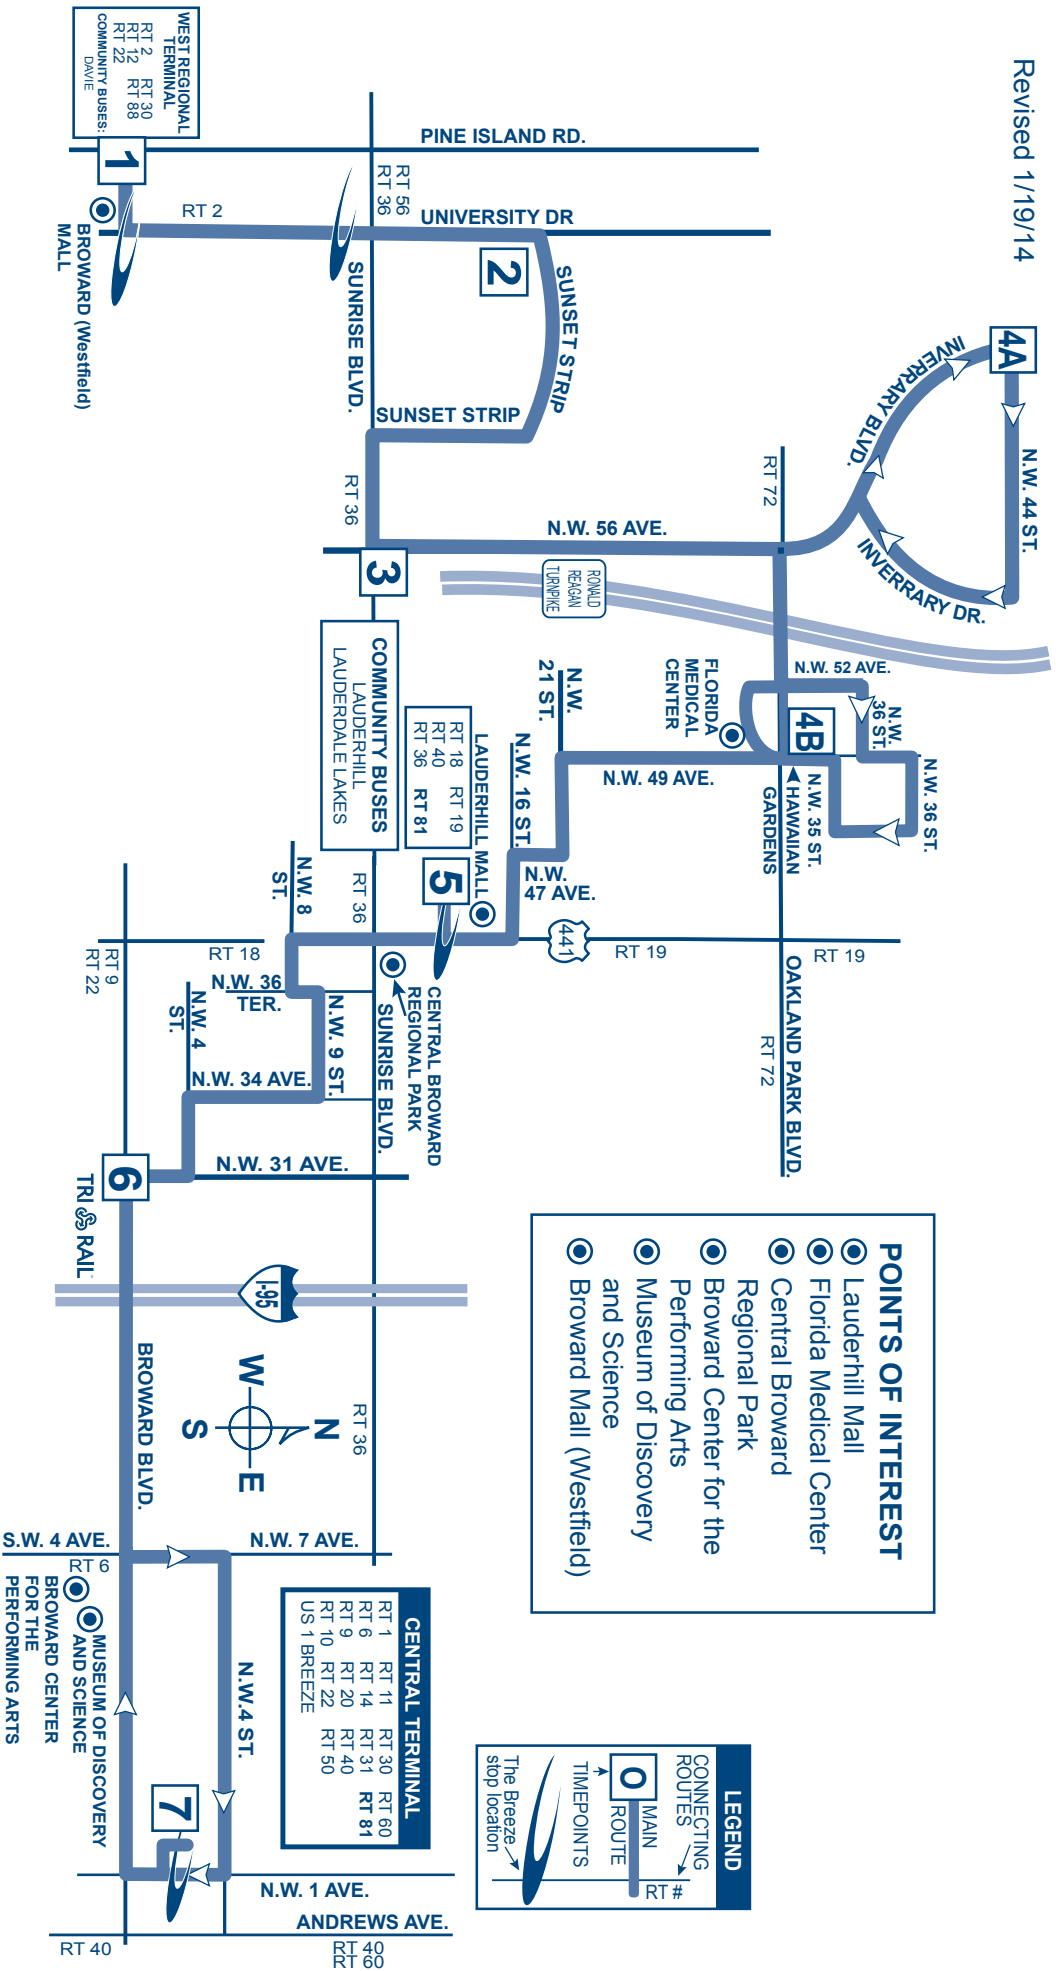 Revised 1/19/14
WEST REGIONAL
TERMINAL
RT 2 RT 30
RT 12 RT 88
RT 22
COMMUNITY BUSES:
DAVIE
1
BROWARD (Westfield)
MALL
PINE ISLAND RD.
RT 2
RT 56
RT 36
UNIVERSITY DR
SUNRISE BLVD.
2
SUNSET STRIP
SUNSET STRIP
RT 36
4A
N.W. 44 ST.
INVERRARY BLVD.
INVERRARY DR.
RT 72
N.W. 56 AVE.
3
RONALD
REAGAN
TURNPIKE
COMMUNITY BUSES
LAUDERHILL
LAUDERDALE LAKES
N.W. 52 AVE.
N.W.
36 ST.
N.W. 36 ST.
4B
N.W. 35 ST.
HAWAIIAN
GARDENS
FLORIDA
MEDICAL
CENTER
N.W. 49 AVE.
N.W.
21 ST.
N.W. 16 ST.
N.W.
47 AVE.
LAUDERHILL MALL
RT 18 RT 19
RT 40
RT 36 RT 81
5
441
RT 19
RT 19
OAKLAND PARK BLVD.
RT 72
RT 36
N.W. 8
ST.
CENTRAL BROWARD
REGIONAL PARK
SUNRISE BLVD.
RT 18
RT 9
RT 22
N.W. 36
TER.
N.W. 9 ST.
N.W. 4
ST.
N.W. 34 AVE.
N.W. 31 AVE.
6
TRI RAIL
I-95
BROWARD BLVD.
N
W
E
S
RT 36
POINTS OF INTEREST
Lauderhill Mall
Florida Medical Center
Central Broward
Regional Park
Broward Center for the
Performing Arts
Museum of Discovery
and Science
Broward Mall (Westfield)
S.W. 4 AVE.
N.W. 7 AVE.
RT 6
MUSEUM OF DISCOVERY
AND SCIENCE
BROWARD CENTER
FOR THE
PERFORMING ARTS
N.W.4 ST.
CENTRAL TERMINAL
RT 1 RT 11 RT 30 RT 60
RT 6 RT 14 RT 31 RT 81
RT 9 RT 20 RT 40
RT 10 RT 22 RT 50
US 1 BREEZE
7
N.W. 1 AVE.
ANDREWS AVE.
RT 40
RT 40
RT 60
LEGEND
CONNECTING
ROUTES
RT #
O
MAIN
ROUTE
TIMEPOINTS
The Breeze
stop location